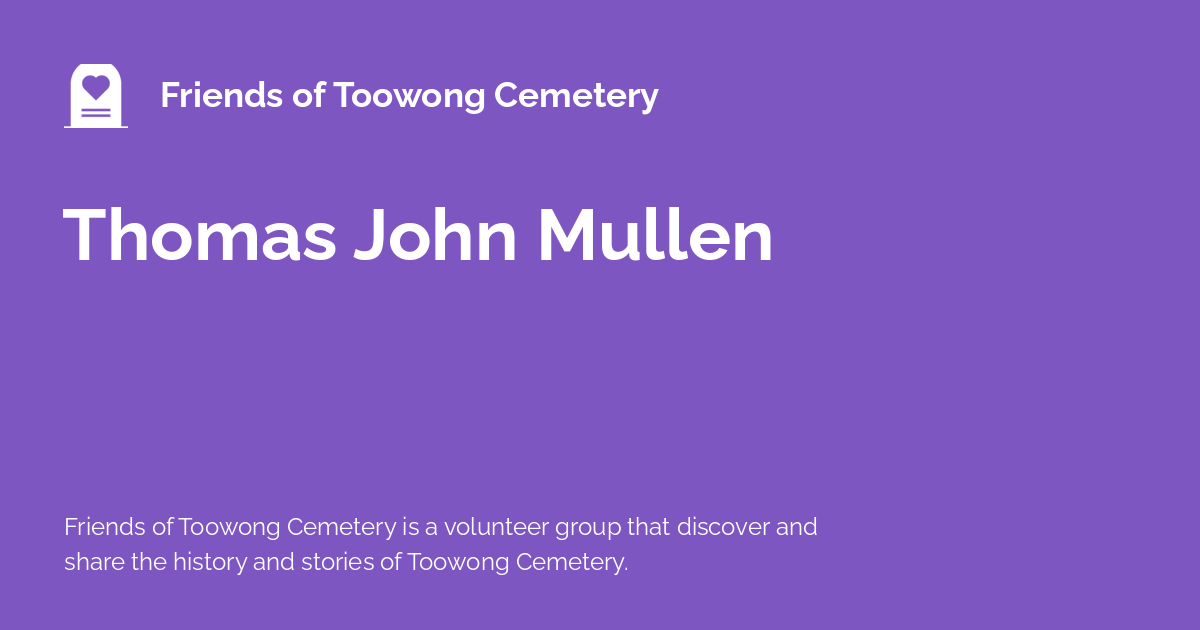 Friends of Toowong Cemetery
Thomas John Mullen
Friends of Toowong Cemetery is a volunteer group that discover and
share the history and stories of Toowong Cemetery.